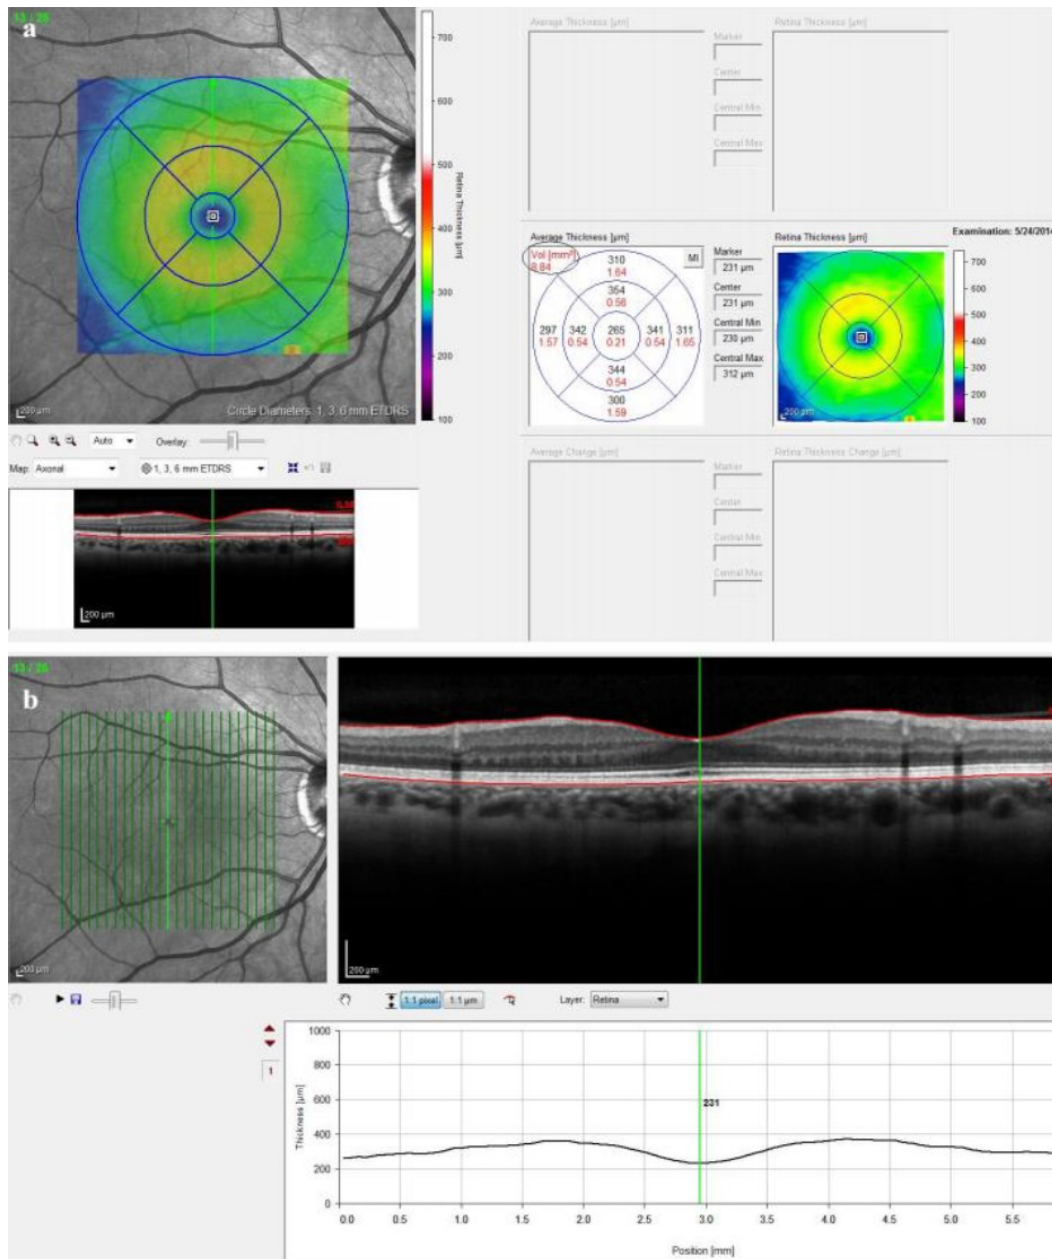 13 / 25
a
700
600
500
400
300
200
100
Retina Thickness [µm]
200 µm
Circle Diameters: 1, 3, 6 mm ETDRS
Auto
Overlay:
Map: Axonal
1, 3, 6 mm ETDRS
200 µm
Average Thickness [µm]
Retina Thickness [µm]
Marker
Center
Central Min
Central Max
Examination: 5/24/2014
Average Thickness [µm]
Retina Thickness [µm]
Vol [mm³]
8.84
MI
310
1.64
354
0.56
297 342 265 341 311
1.57 0.54 0.21 0.54 1.65
344
0.54
300
1.59
Marker
231 µm
Center
231 µm
Central Min
230 µm
Central Max
312 µm
200 µm
700
600
500
400
300
200
100
Average Change [µm]
Retina Thickness Change [µm]
Marker
Center
Central Min
Central Max
13 / 25
b
200 µm
200 µm
1:1 pixel
1:1 µm
Layer: Retina
1
Thickness [µm]
1000
800
600
400
200
0
231
0.0 0.5 1.0 1.5 2.0 2.5 3.0 3.5 4.0 4.5 5.0 5.5
Position [mm]